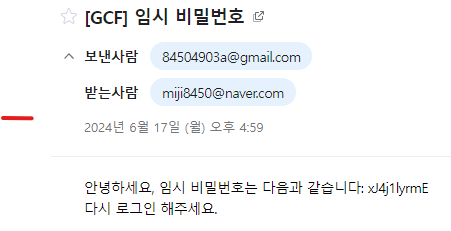 [GCF] 임시 비밀번호
보낸사람 84504903a@gmail.com
받는사람 miji8450@naver.com
2024년 6월 17일 (월) 오후 4:59
안녕하세요, 임시 비밀번호는 다음과 같습니다: xJ4j1lyrmE
다시 로그인 해주세요.